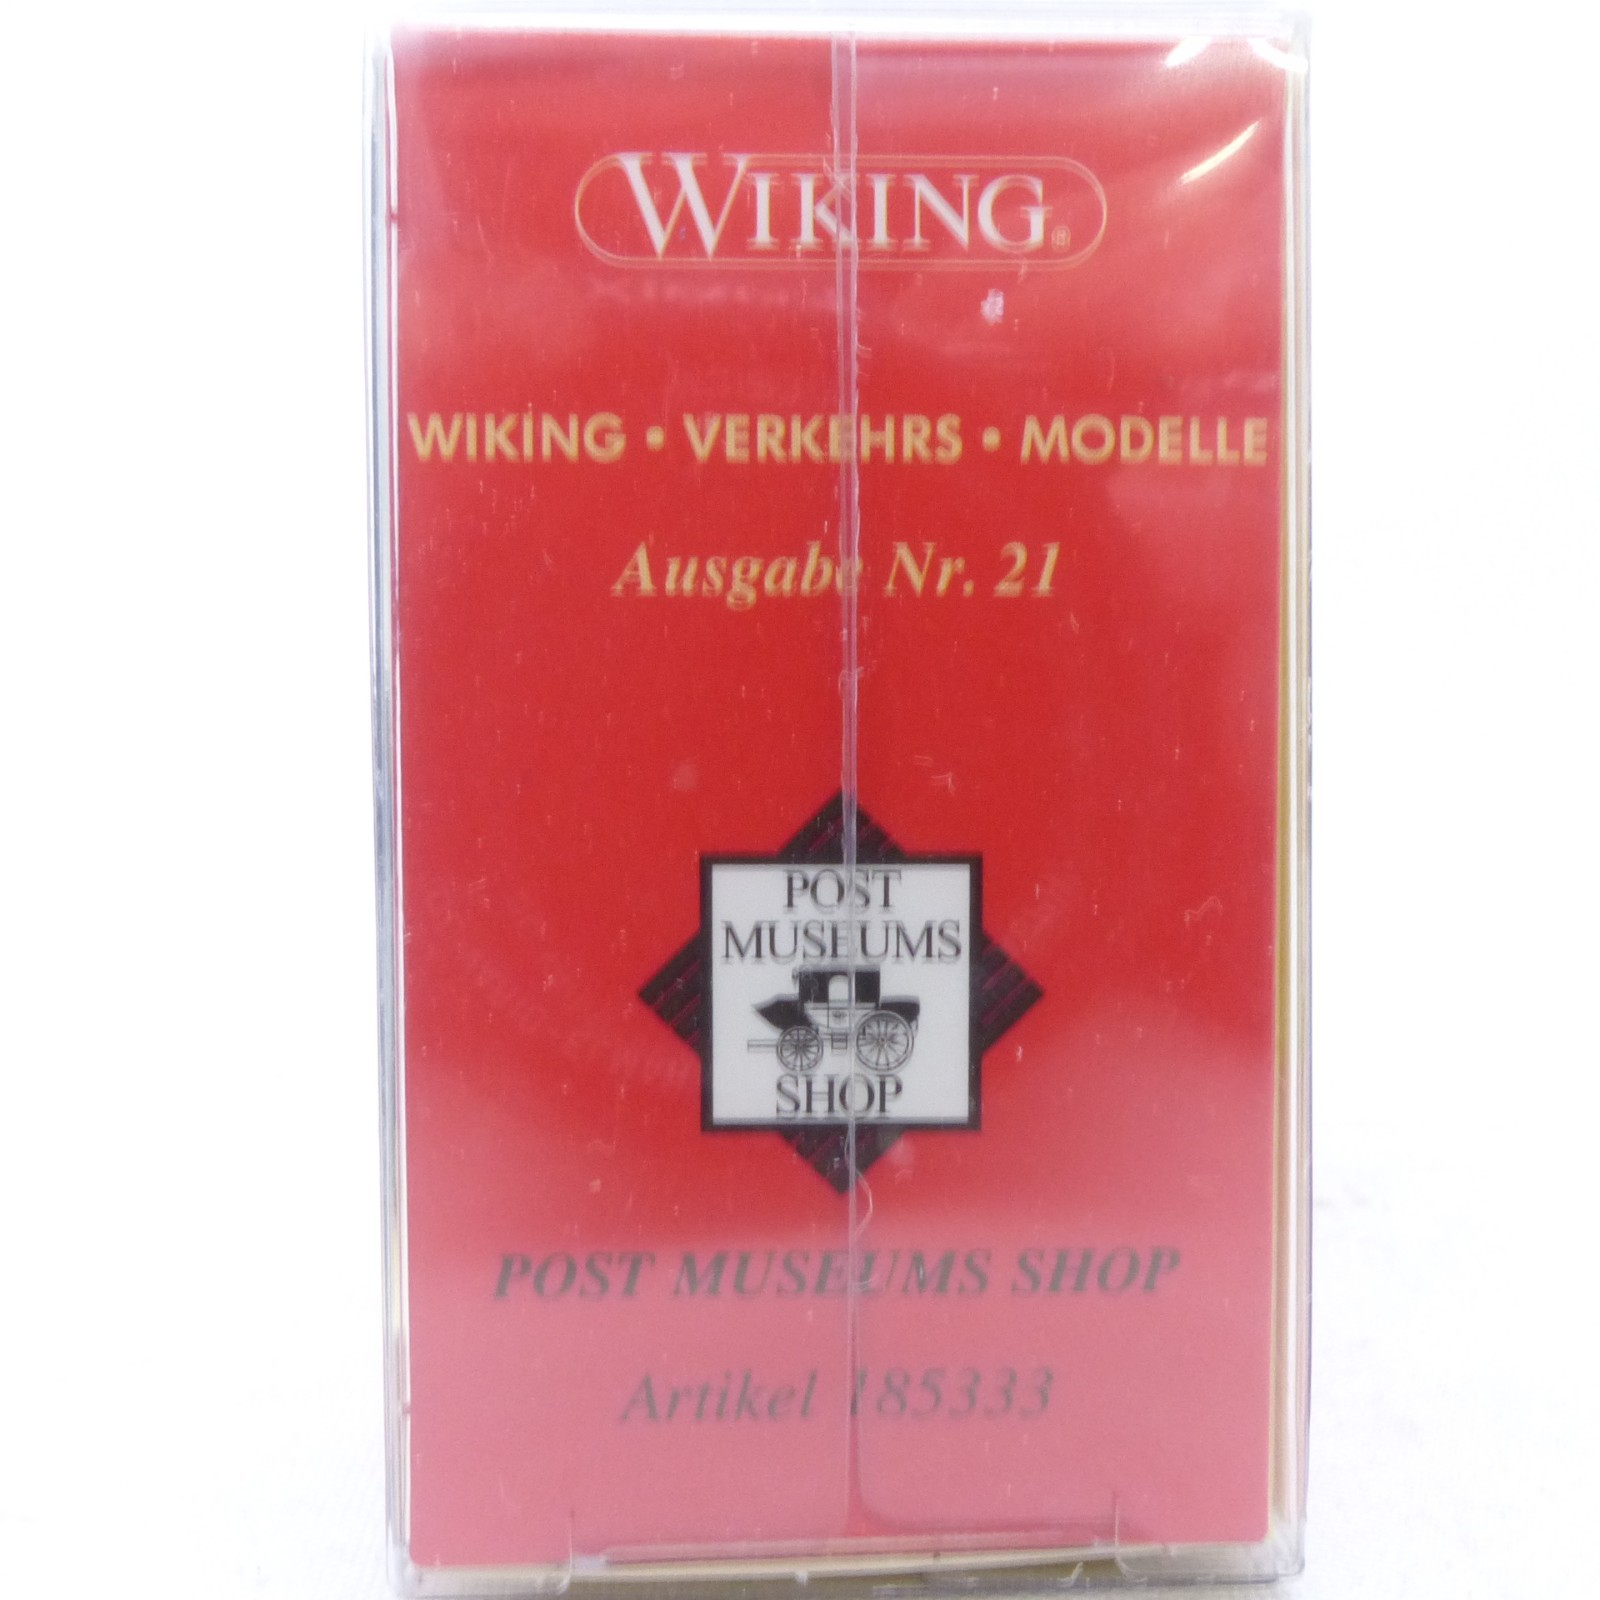 WIKING®
WIKING • VERKEHRS • MODELLE
Ausgabe Nr. 21
POST
MUSEUMS
SHOP
POST MUSEUMS SHOP
Artikel 185333